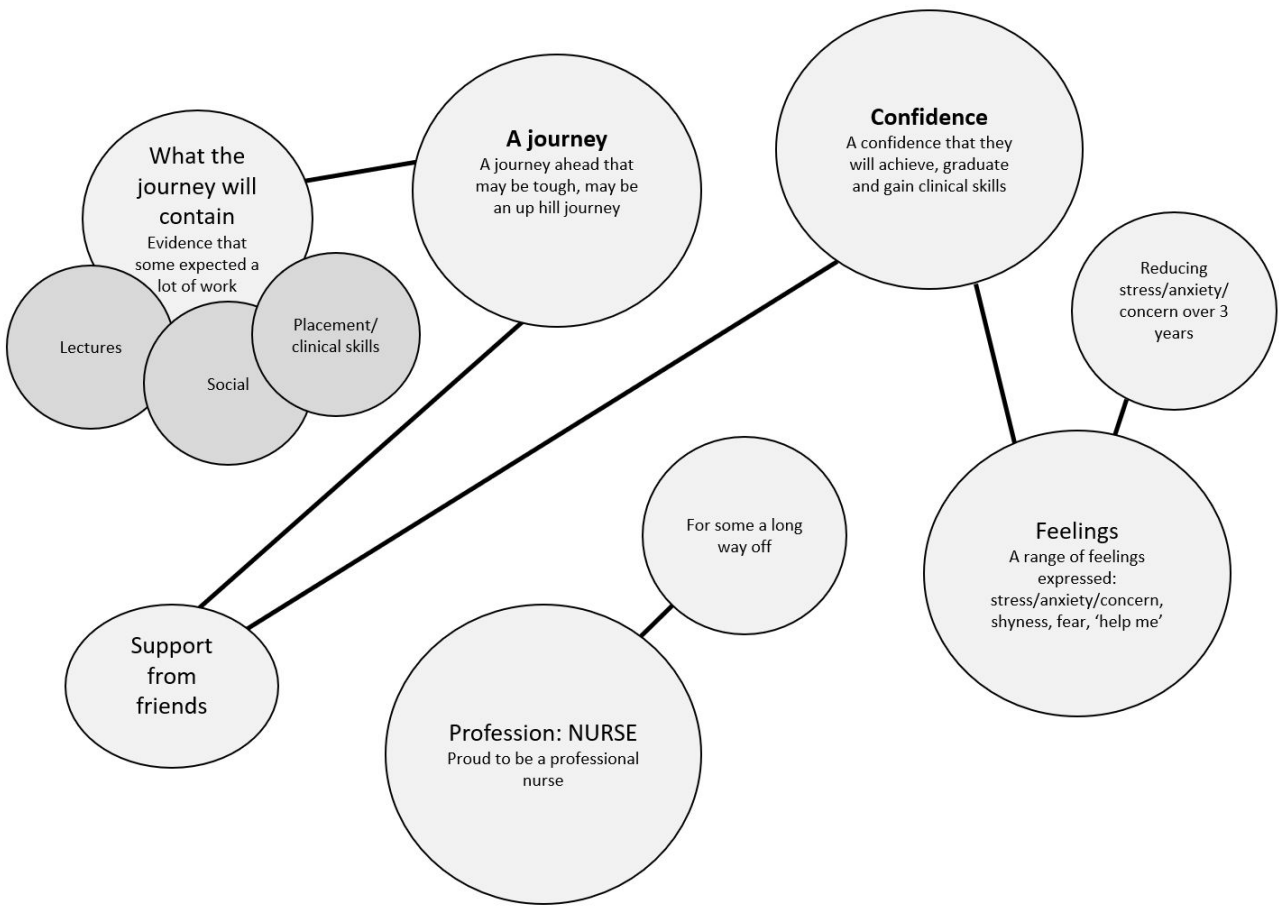 What the
journey will
contain
Evidence that
some expected a
lot of work
Lectures
Social
Placement/
clinical skills
A journey
A journey ahead that
may be tough, may be
an up hill journey
Confidence
A confidence that they
will achieve, graduate
and gain clinical skills
Reducing
stress/anxiety/
concern over 3
years
Feelings
A range of feelings
expressed:
stress/anxiety/concern,
shyness, fear, ‘help me’
For some a long
way off
Support
from
friends
Profession: NURSE
Proud to be a professional
nurse